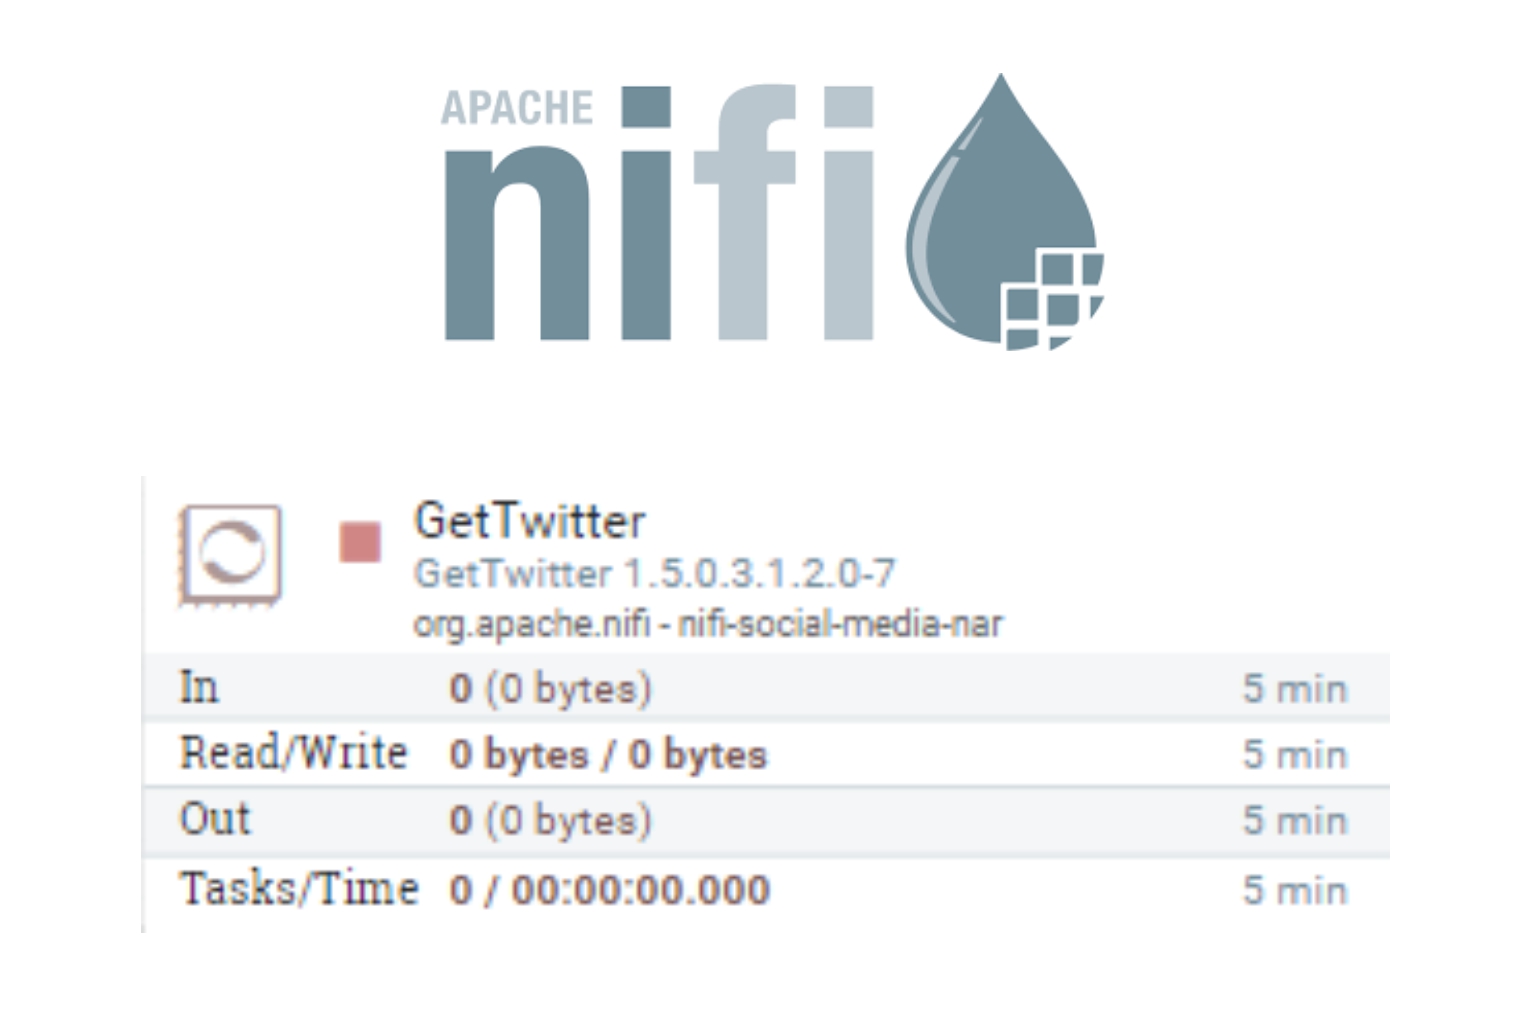 APACHE
nifi
GetTwitter
GetTwitter 1.5.0.3.1.2.0-7
org.apache.nifi - nifi-social-media-nar
In 0 (0 bytes) 5 min
Read/Write 0 bytes / 0 bytes 5 min
Out 0 (0 bytes) 5 min
Tasks/Time 0 / 00:00:00.000 5 min